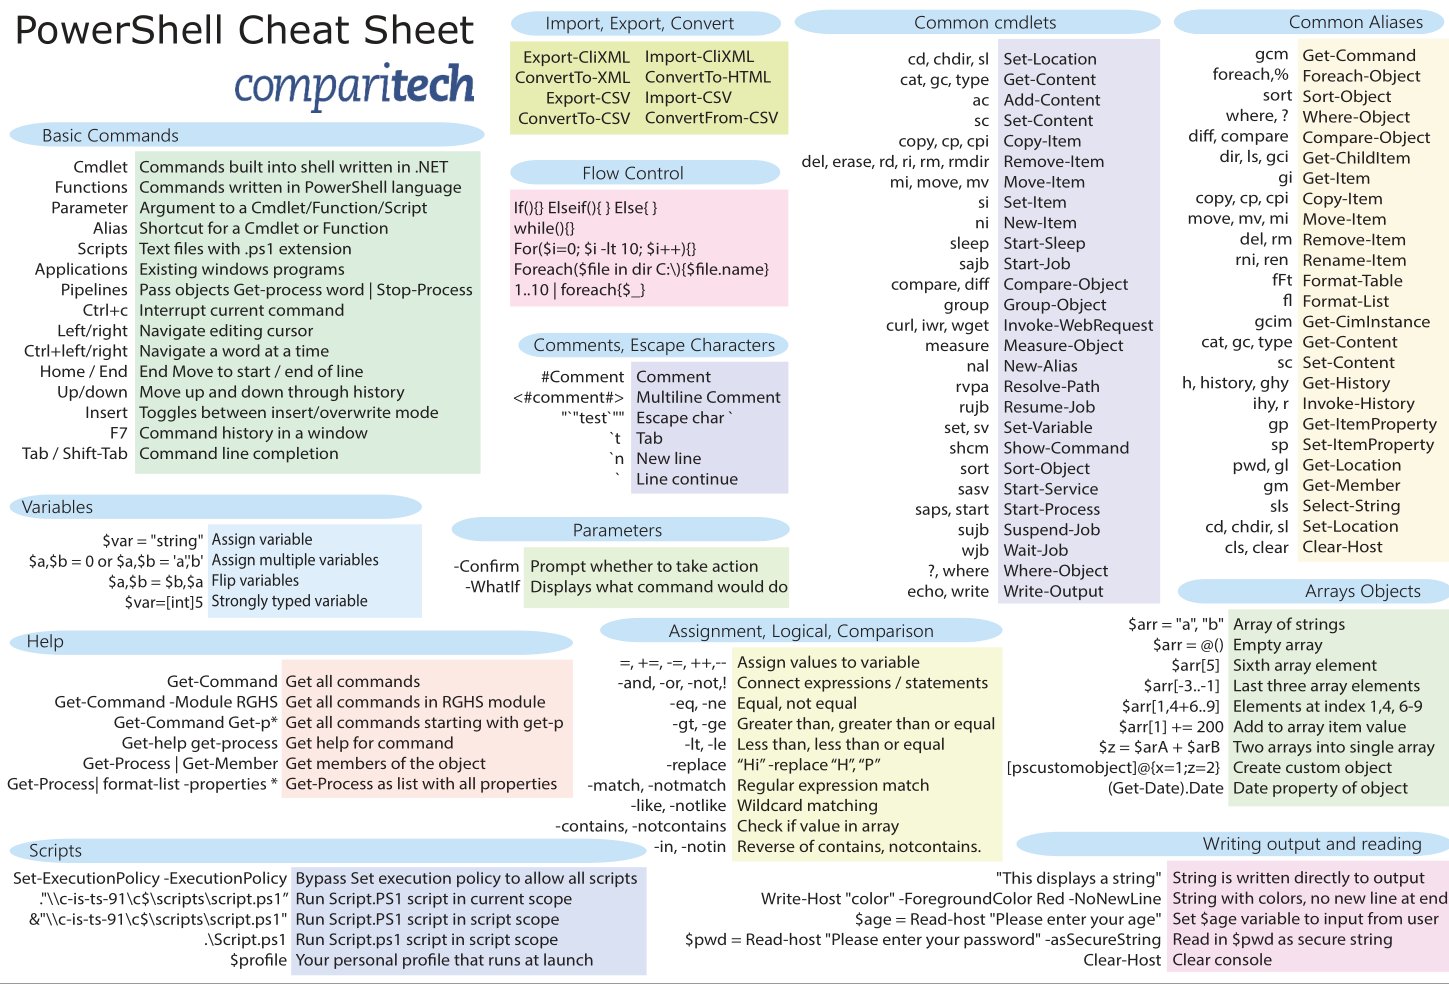 PowerShell Cheat Sheet
comparitech
Basic Commands
Cmdlet Commands built into shell written in .NET
Functions Commands written in PowerShell language
Parameter Argument to a Cmdlet/Function/Script
Alias Shortcut for a Cmdlet or Function
Scripts Text files with .ps1 extension
Applications Existing windows programs
Pipelines Pass objects Get-process word | Stop-Process
Ctrl+c Interrupt current command
Left/right Navigate editing cursor
Ctrl+left/right Navigate a word at a time
Home / End End Move to start / end of line
Up/down Move up and down through history
Insert Toggles between insert/overwrite mode
F7 Command history in a window
Tab / Shift-Tab Command line completion
Variables
$var = "string" Assign variable
$a,$b = 0 or $a,$b = 'a','b' Assign multiple variables
$a,$b = $b,$a Flip variables
$var=[int]5 Strongly typed variable
Help
Get-Command Get all commands
Get-Command -Module RGHS Get all commands in RGHS module
Get-Command Get-p* Get all commands starting with get-p
Get-help get-process Get help for command
Get-Process | Get-Member Get members of the object
Get-Process| format-list -properties * Get-Process as list with all properties
Scripts
Set-ExecutionPolicy -ExecutionPolicy Bypass Set execution policy to allow all scripts
."\\c-is-ts-91\c$\scripts\script.ps1" Run Script.PS1 script in current scope
&"\\c-is-ts-91\c$\scripts\script.ps1" Run Script.PS1 script in script scope
.\Script.ps1 Run Script.ps1 script in script scope
$profile Your personal profile that runs at launch
Import, Export, Convert
Export-CliXML Import-CliXML
ConvertTo-XML ConvertTo-HTML
Export-CSV Import-CSV
ConvertTo-CSV ConvertFrom-CSV
Flow Control
If(){} Elseif(){ } Else{ }
while(){}
For($i=0; $i -lt 10; $i++){}
Foreach($file in dir C:\){$file.name}
1..10 | foreach{$_}
Comments, Escape Characters
#Comment Comment
<#comment#> Multiline Comment
"`"test`"" Escape char `
`t Tab
`n New line
` Line continue
Parameters
-Confirm Prompt whether to take action
-WhatIf Displays what command would do
Assignment, Logical, Comparison
=, +=, -=, ++,-- Assign values to variable
-and, -or, -not,! Connect expressions / statements
-eq, -ne Equal, not equal
-gt, -ge Greater than, greater than or equal
-lt, -le Less than, less than or equal
-replace “Hi” -replace “H”, “P”
-match, -notmatch Regular expression match
-like, -notlike Wildcard matching
-contains, -notcontains Check if value in array
-in, -notin Reverse of contains, notcontains.
Common cmdlets
cd, chdir, sl Set-Location
cat, gc, type Get-Content
ac Add-Content
sc Set-Content
copy, cp, cpi Copy-Item
del, erase, rd, ri, rm, rmdir Remove-Item
mi, move, mv Move-Item
si Set-Item
ni New-Item
sleep Start-Sleep
sajb Start-Job
compare, diff Compare-Object
group Group-Object
curl, iwr, wget Invoke-WebRequest
measure Measure-Object
nal New-Alias
rvpa Resolve-Path
rujb Resume-Job
set, sv Set-Variable
shcm Show-Command
sort Sort-Object
sasv Start-Service
saps, start Start-Process
sujb Suspend-Job
wjb Wait-Job
?, where Where-Object
echo, write Write-Output
Common Aliases
gcm Get-Command
foreach,% Foreach-Object
sort Sort-Object
where, ? Where-Object
diff, compare Compare-Object
dir, ls, gci Get-ChildItem
gi Get-Item
copy, cp, cpi Copy-Item
move, mv, mi Move-Item
del, rm Remove-Item
rni, ren Rename-Item
fFt Format-Table
fl Format-List
gcim Get-CimInstance
cat, gc, type Get-Content
sc Set-Content
h, history, ghy Get-History
ihy, r Invoke-History
gp Get-ItemProperty
sp Set-ItemProperty
pwd, gl Get-Location
gm Get-Member
sls Select-String
cd, chdir, sl Set-Location
cls, clear Clear-Host
Arrays Objects
$arr = "a", "b" Array of strings
$arr = @() Empty array
$arr[5] Sixth array element
$arr[-3..-1] Last three array elements
$arr[1,4+6..9] Elements at index 1,4, 6-9
$arr[1] += 200 Add to array item value
$z = $arA + $arB Two arrays into single array
[pscustomobject]@{x=1;z=2} Create custom object
(Get-Date).Date Date property of object
Writing output and reading
"This displays a string" String is written directly to output
Write-Host "color" -ForegroundColor Red -NoNewLine String with colors, no new line at end
$age = Read-host "Please enter your age" Set $age variable to input from user
$pwd = Read-host "Please enter your password" -asSecureString Read in $pwd as secure string
Clear-Host Clear console